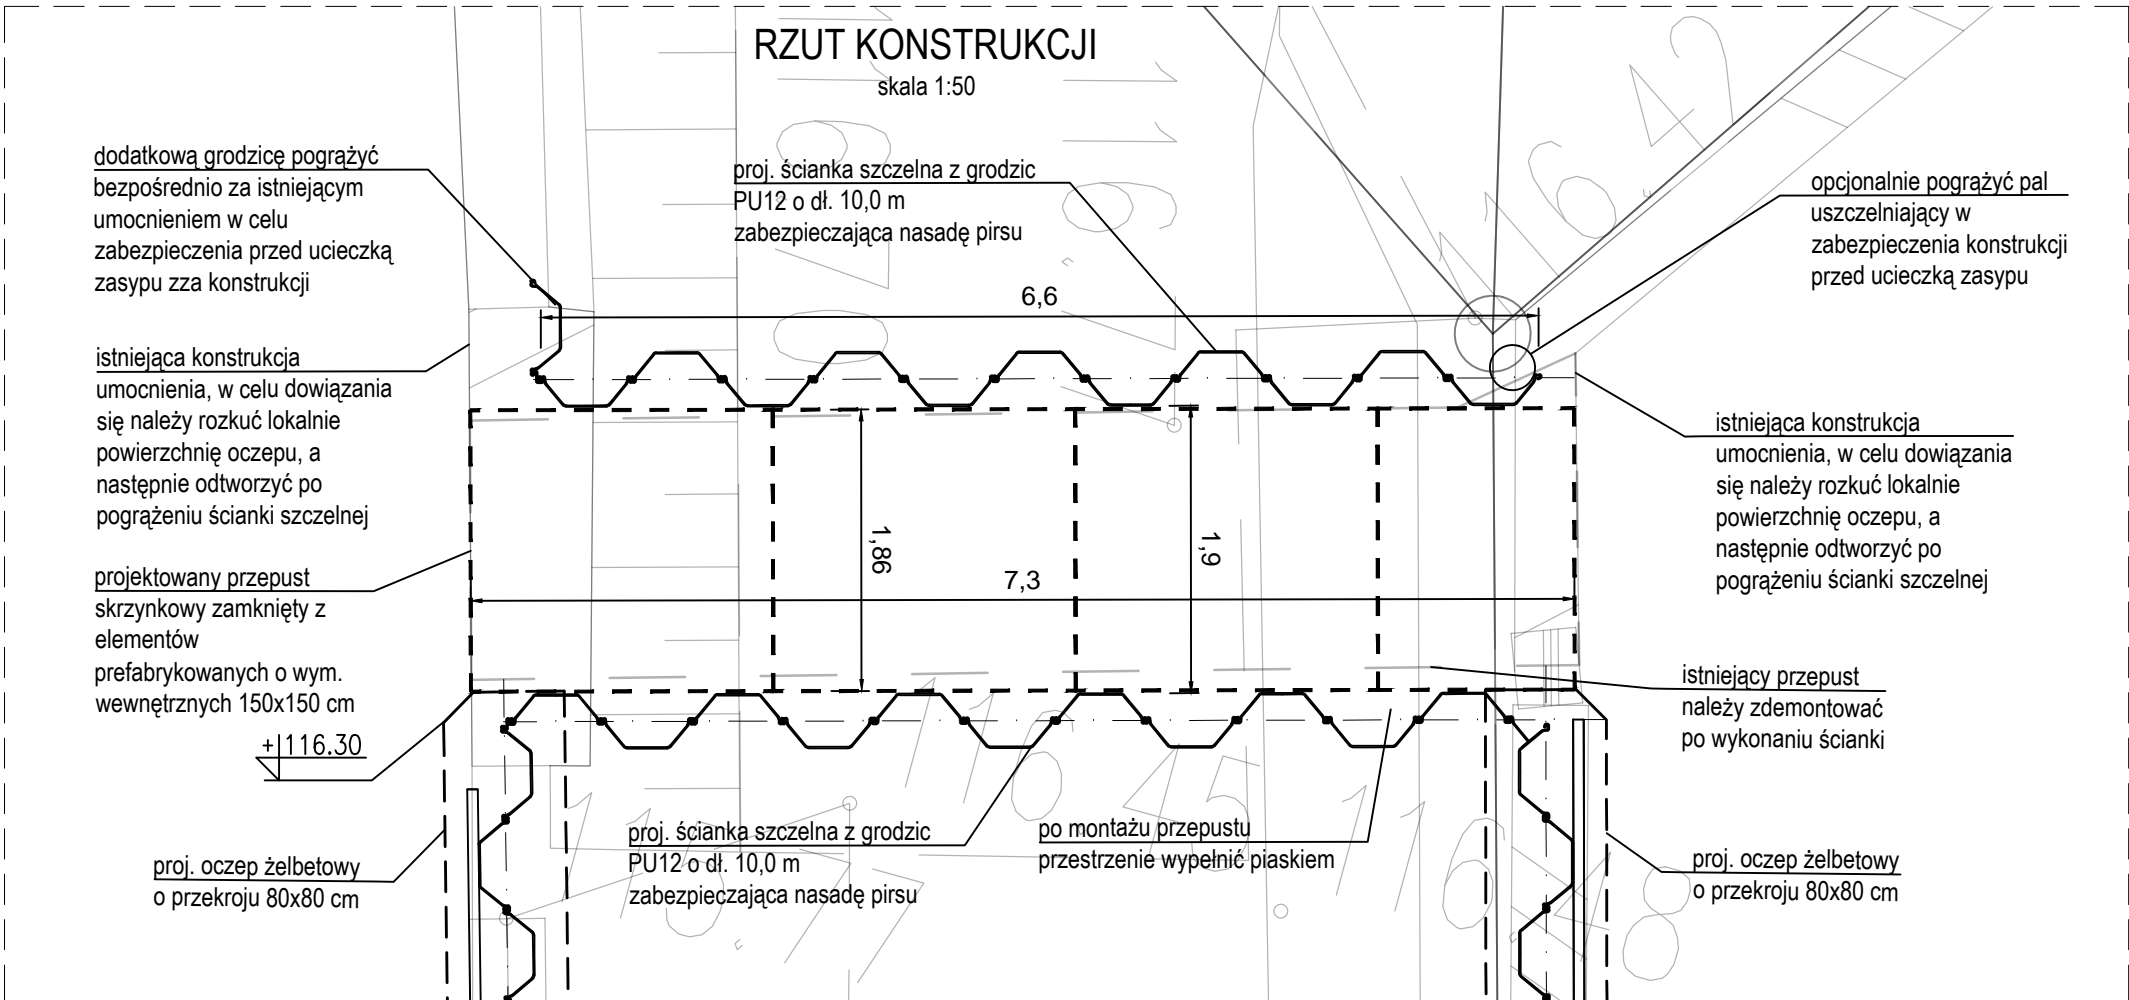 RZUT KONSTRUKCJI
skala 1:50
dodatkową grodzicę pogrążyć
bezpośrednio za istniejącym
umocnieniem w celu
zabezpieczenia przed ucieczką
zasypu zza konstrukcji
proj. ścianka szczelna z grodzic
PU12 o dł. 10,0 m
zabezpieczająca nasadę pirsu
opcjonalnie pogrążyć pal
uszczelniający w
zabezpieczenia konstrukcji
przed ucieczką zasypu
6,6
istniejąca konstrukcja
umocnienia, w celu dowiązania
się należy rozkuć lokalnie
powierzchnię oczepu, a
następnie odtworzyć po
pogrążeniu ścianki szczelnej
istniejąca konstrukcja
umocnienia, w celu dowiązania
się należy rozkuć lokalnie
powierzchnię oczepu, a
następnie odtworzyć po
pogrążeniu ścianki szczelnej
1,86
1,9
7,3
projektowany przepust
skrzynkowy zamknięty z
elementów
prefabrykowanych o wym.
wewnętrznych 150x150 cm
+116.30
istniejący przepust
należy zdemontować
po wykonaniu ścianki
proj. oczep żelbetowy
o przekroju 80x80 cm
proj. ścianka szczelna z grodzic
PU12 o dł. 10,0 m
zabezpieczająca nasadę pirsu
po montażu przepustu
przestrzenie wypełnić piaskiem
proj. oczep żelbetowy
o przekroju 80x80 cm
116.42
116.45
116.48